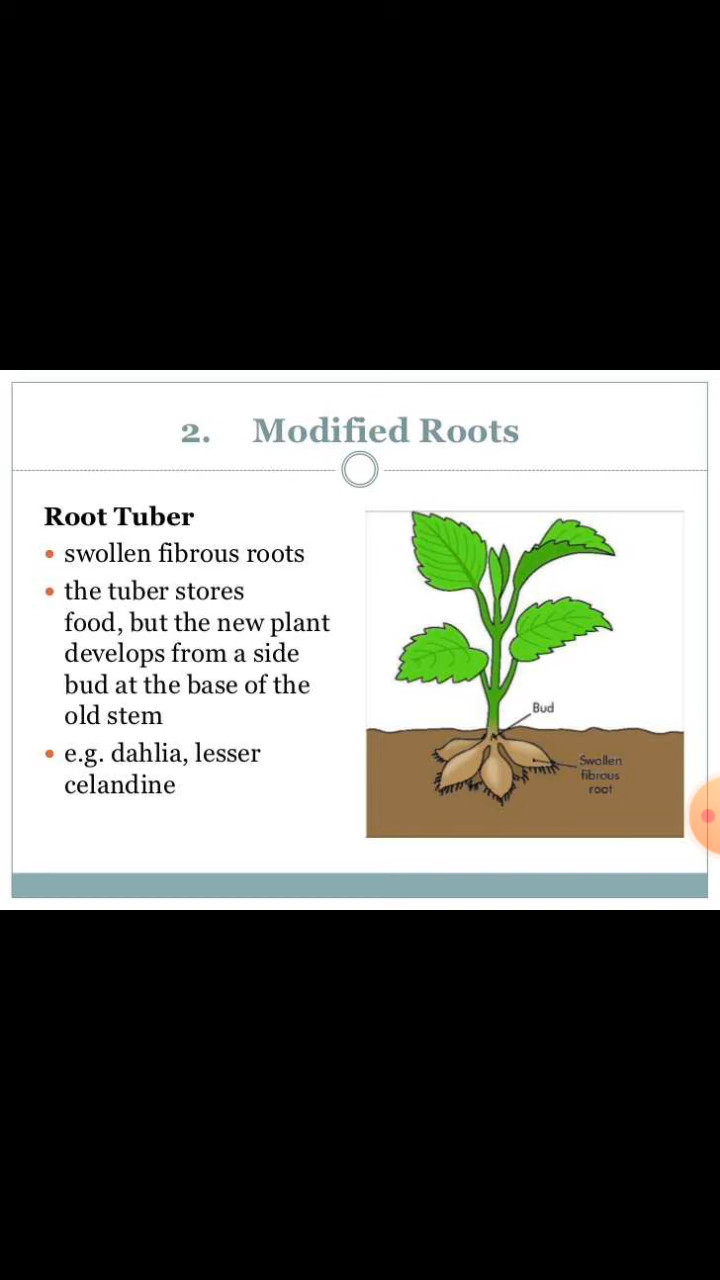 2. Modified Roots
Root Tuber
• swollen fibrous roots
• the tuber stores
food, but the new plant
develops from a side
bud at the base of the
old stem
• e.g. dahlia, lesser
celandine
Bud
Swollen
fibrous
root